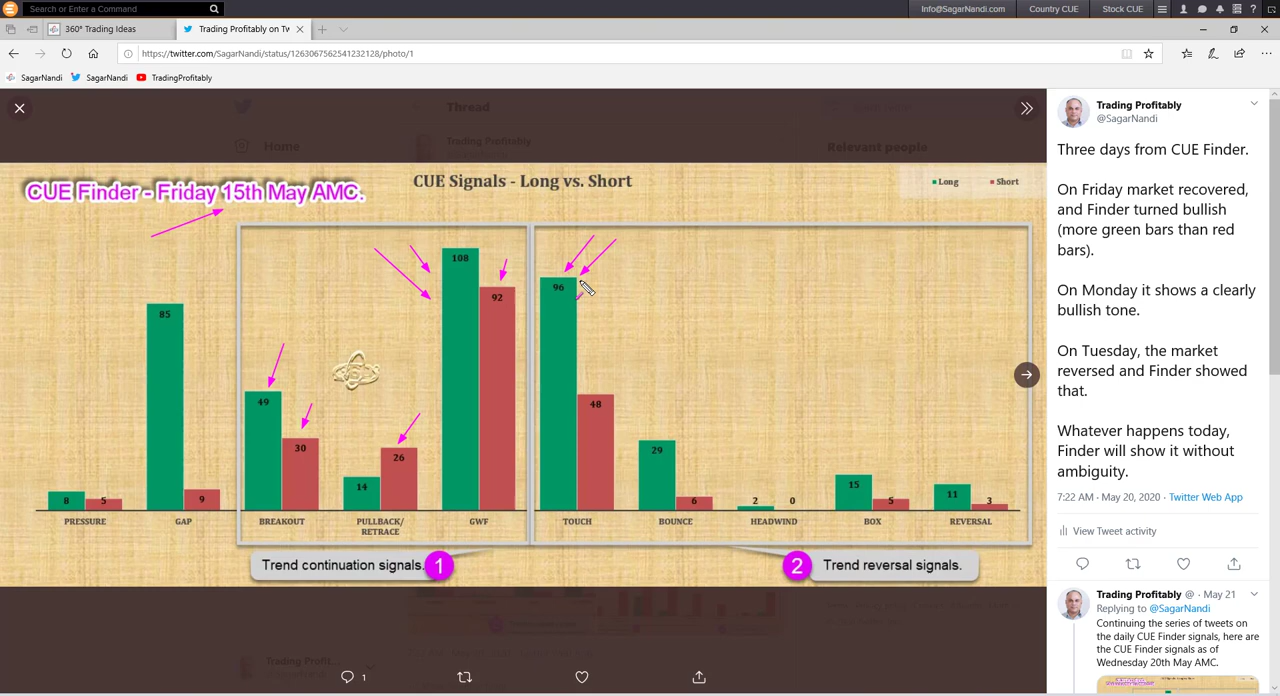 Search or Enter a Command
Info@SagarNandi.com
Country CUE
Stock CUE
360° Trading Ideas
Trading Profitably on Tw
https://twitter.com/SagarNandi/status/1263067562541232128/photo/1
SagarNandi
SagarNandi
TradingProfitably
Thread
Trading Profitably
Home
Relevant people
CUE Finder - Friday 15th May AMC.
CUE Signals - Long vs. Short
Long
Short
8
5
85
9
49
30
14
26
108
92
96
48
29
6
2
0
15
5
11
3
PRESSURE
GAP
BREAKOUT
PULLBACK/
RETRACE
GWF
TOUCH
BOUNCE
HEADWIND
BOX
REVERSAL
Trend continuation signals.
1
2
Trend reversal signals.
Trading Profit...
1
Trading Profitably
@SagarNandi
Three days from CUE Finder.
On Friday market recovered,
and Finder turned bullish
(more green bars than red
bars).
On Monday it shows a clearly
bullish tone.
On Tuesday, the market
reversed and Finder showed
that.
Whatever happens today,
Finder will show it without
ambiguity.
7:22 AM · May 20, 2020 · Twitter Web App
View Tweet activity
Trading Profitably @ · May 21
Replying to @SagarNandi
Continuing the series of tweets
on the daily CUE Finder signals, here
are the CUE Finder signals as of
Wednesday 20th May AMC.